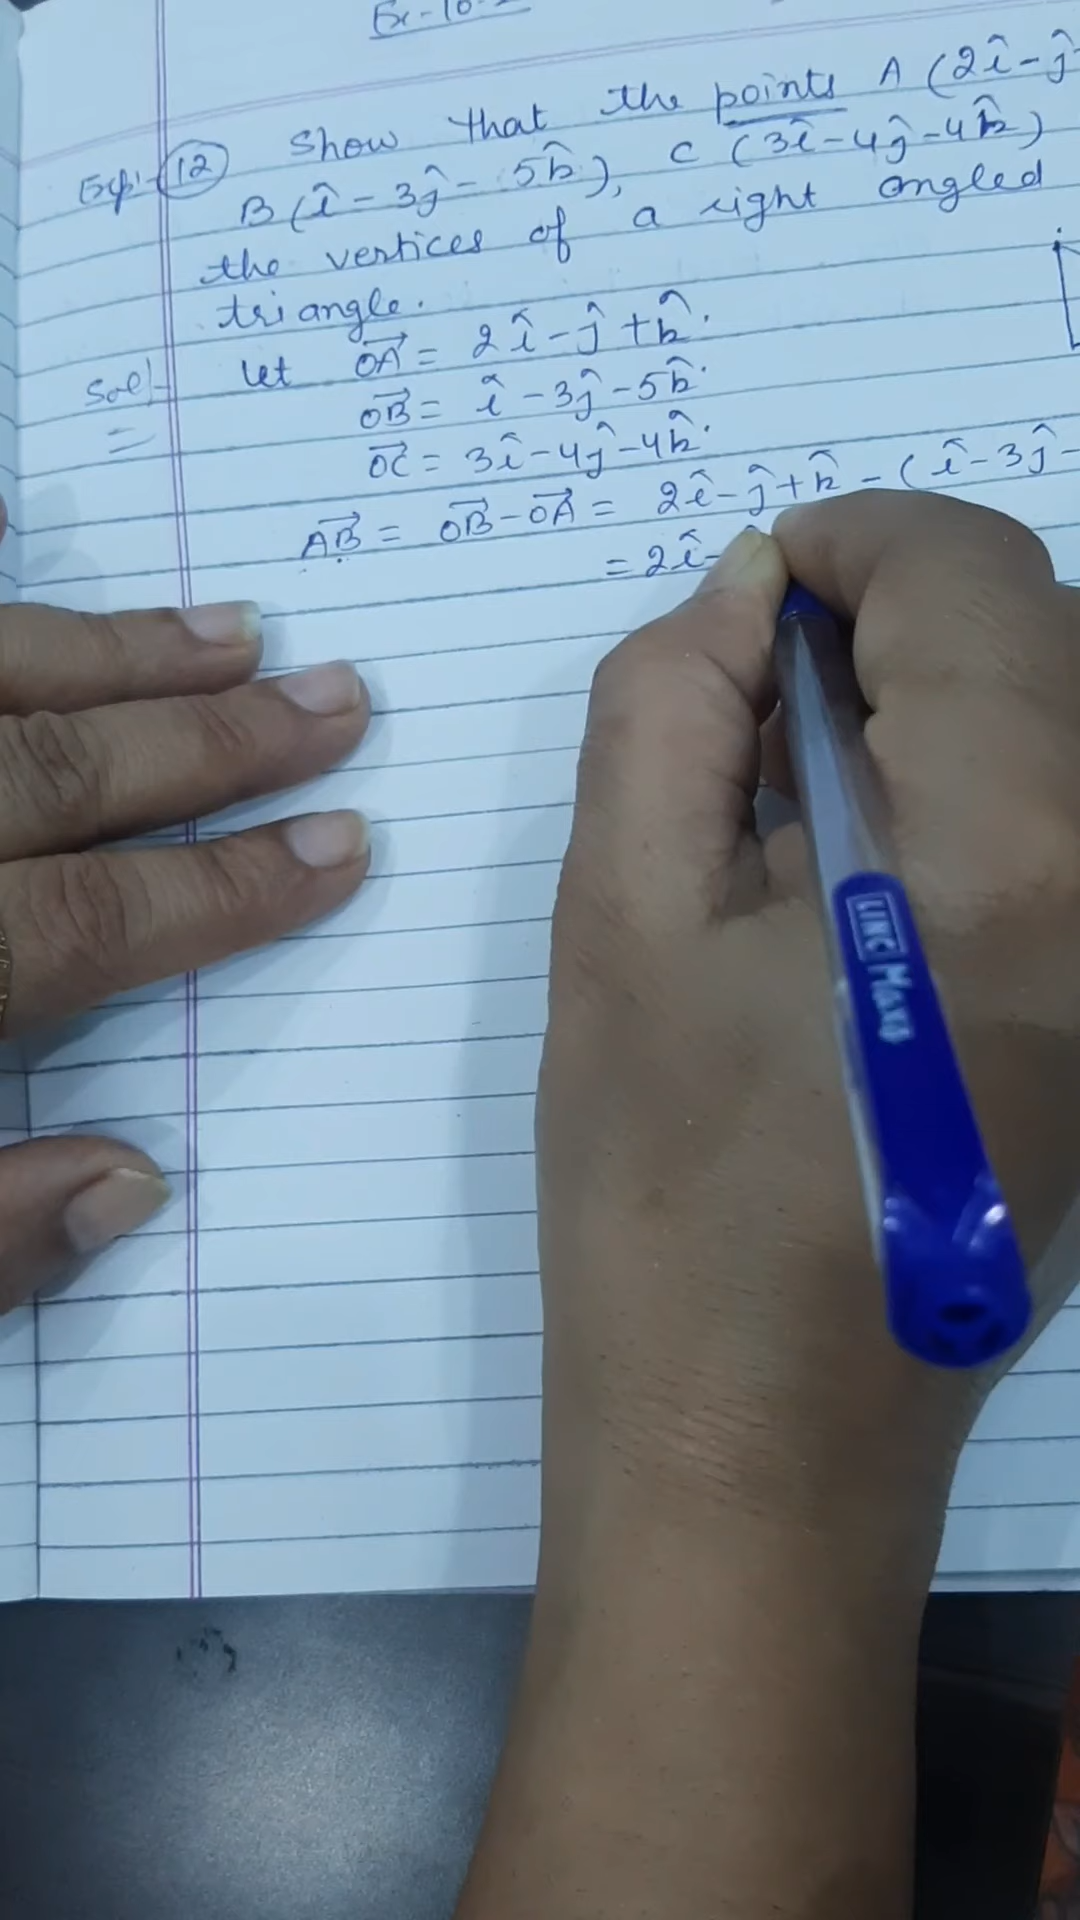 Ex-10.
Exp:- 12 Show that the points A (2î-ĵ
B(î-3ĵ-5k̂), C (3î-4ĵ-4k̂)
the vertices of a right angled
triangle.
Sol:- Let OA⃗ = 2î-ĵ+k̂.
OB⃗ = î-3ĵ-5k̂.
OC⃗ = 3î-4ĵ-4k̂.
AB⃗ = OB⃗-OA⃗ = 2î-ĵ+k̂-(î-3ĵ-
= 2î-
LINC Maxo